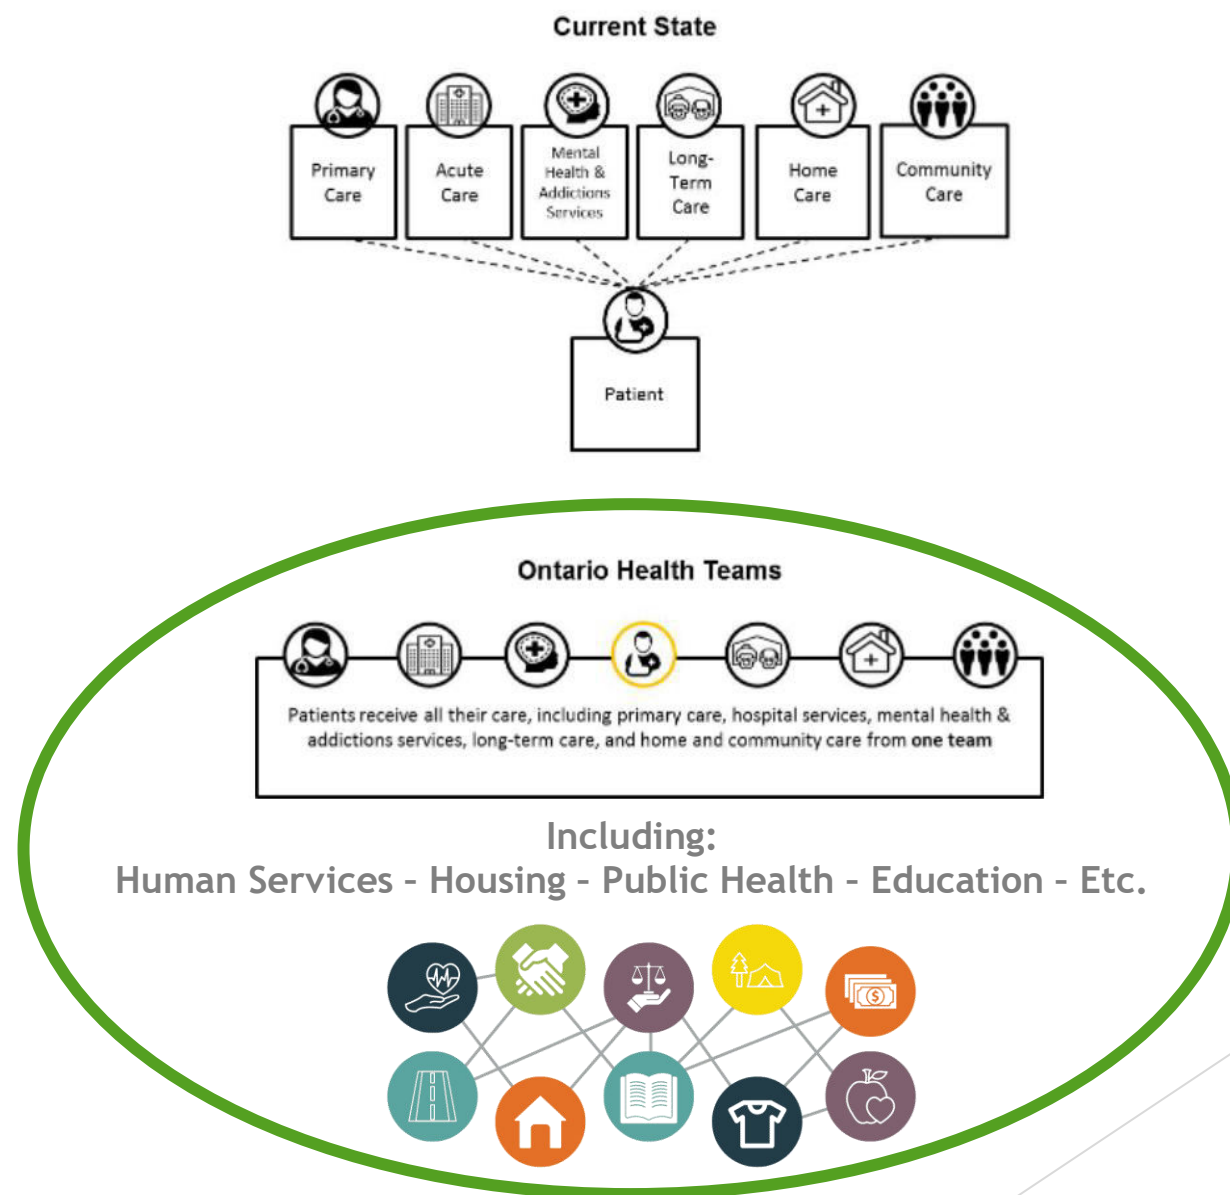 Current State
Primary
Care
Acute
Care
Mental
Health &
Addictions
Services
Long-
Term
Care
Home
Care
Community
Care
Patient
Ontario Health Teams
Patients receive all their care, including primary care, hospital services, mental health &
addictions services, long-term care, and home and community care from one team
Including:
Human Services - Housing - Public Health - Education - Etc.